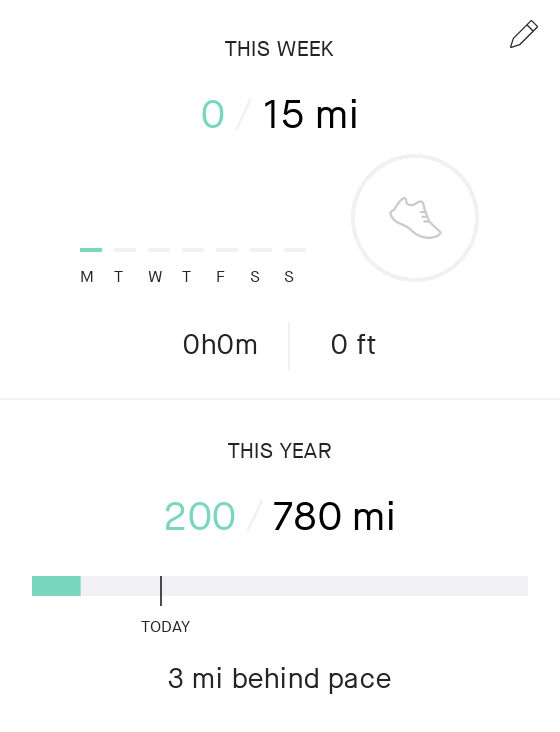 THIS WEEK
0 / 15 mi
M T W T F S S
0h0m
0 ft
THIS YEAR
200 / 780 mi
TODAY
3 mi behind pace